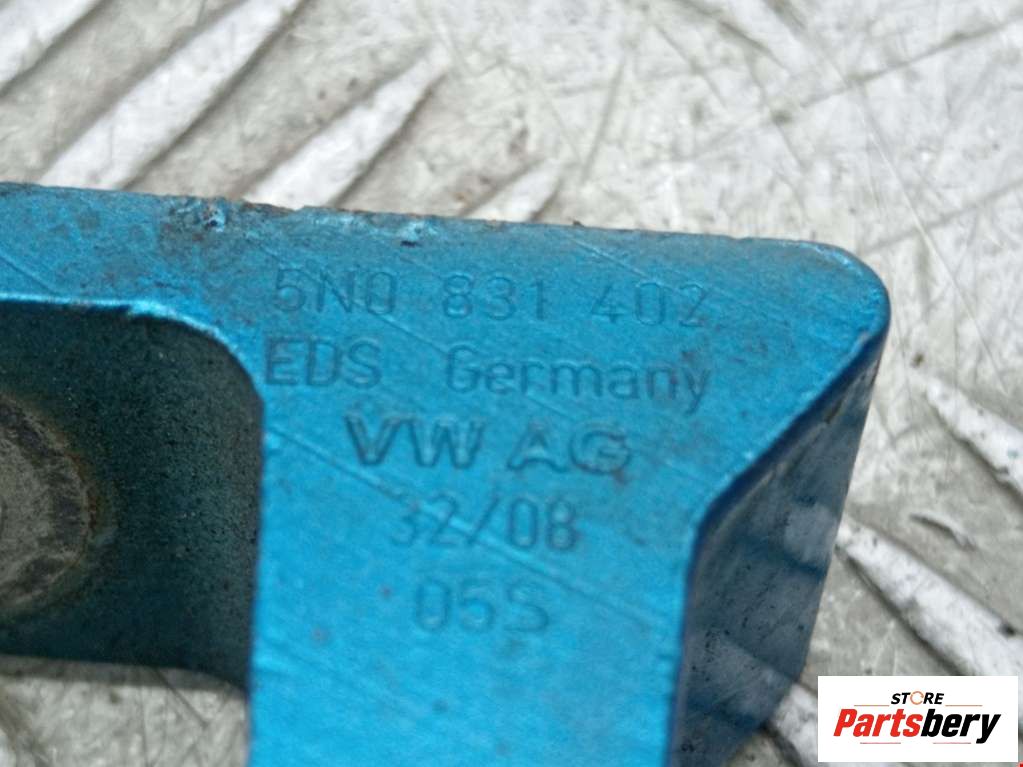 5N0 831 402
EDS Germany
VW AG
32/08
05S
STORE
Partsbery